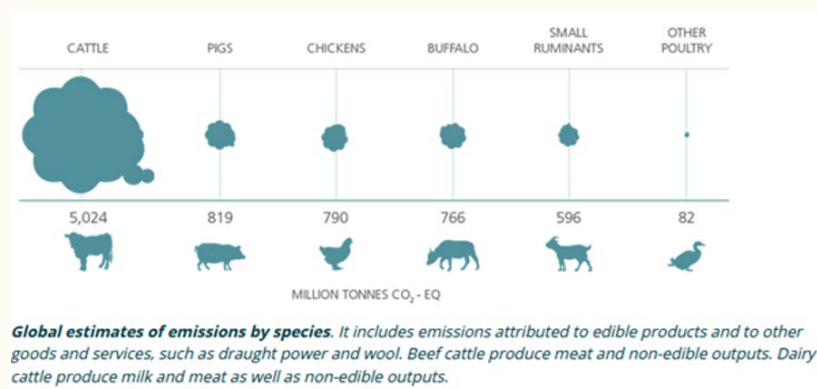 CATTLE PIGS CHICKENS BUFFALO SMALL RUMINANTS OTHER POULTRY
5,024 819 790 766 596 82
MILLION TONNES CO₂ - EQ
Global estimates of emissions by species. It includes emissions attributed to edible products and to other
goods and services, such as draught power and wool. Beef cattle produce meat and non-edible outputs. Dairy
cattle produce milk and meat as well as non-edible outputs.